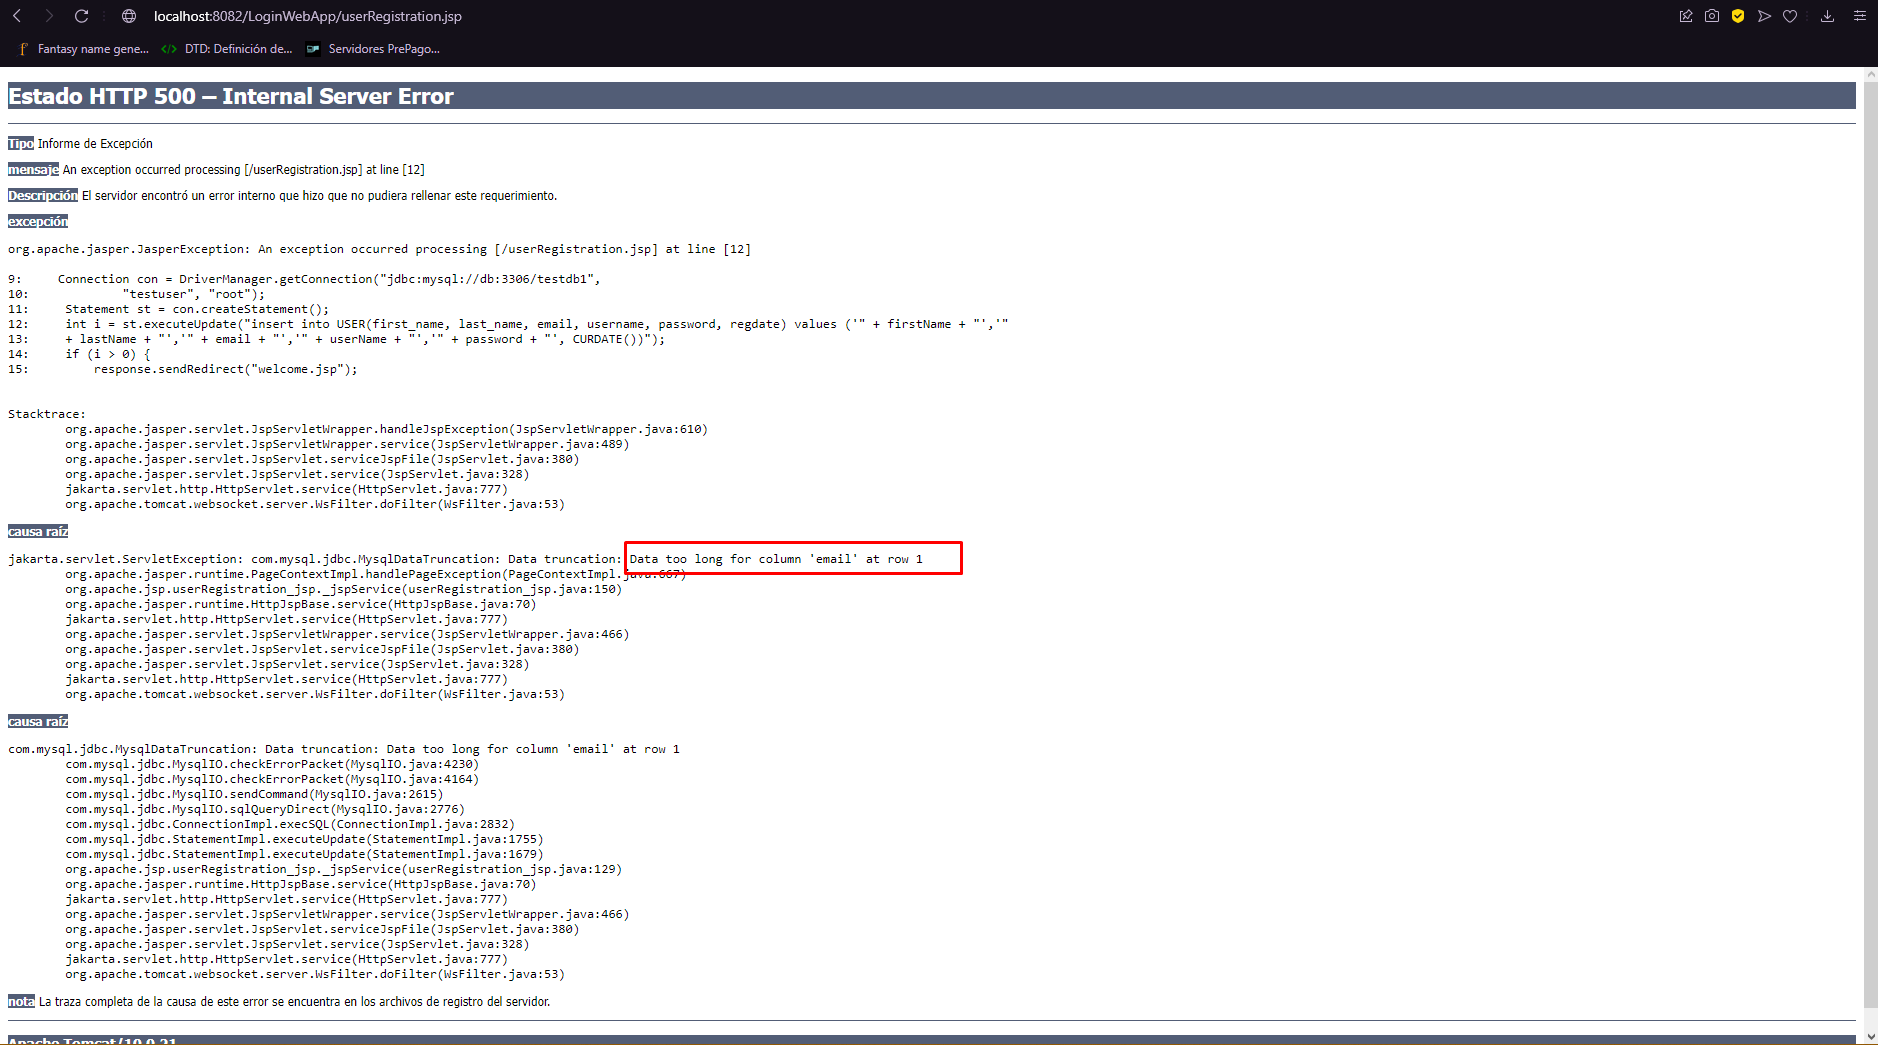 localhost:8082/LoginWebApp/userRegistration.jsp
Fantasy name gene... DTD: Definición de... Servidores PrePago...
Estado HTTP 500 – Internal Server Error
Tipo Informe de Excepción
mensaje An exception occurred processing [/userRegistration.jsp] at line [12]
Descripción El servidor encontró un error interno que hizo que no pudiera rellenar este requerimiento.
excepción
org.apache.jasper.JasperException: An exception occurred processing [/userRegistration.jsp] at line [12]
9:     Connection con = DriverManager.getConnection("jdbc:mysql://db:3306/testdb1",
10:             "testuser", "root");
11:     Statement st = con.createStatement();
12:     int i = st.executeUpdate("insert into USER(first_name, last_name, email, username, password, regdate) values ('" + firstName + "','"
13:     + lastName + "','" + email + "','" + userName + "','" + password + "', CURDATE())");
14:     if (i > 0) {
15:         response.sendRedirect("welcome.jsp");
Stacktrace:
org.apache.jasper.servlet.JspServletWrapper.handleJspException(JspServletWrapper.java:610)
org.apache.jasper.servlet.JspServletWrapper.service(JspServletWrapper.java:489)
org.apache.jasper.servlet.JspServlet.serviceJspFile(JspServlet.java:380)
org.apache.jasper.servlet.JspServlet.service(JspServlet.java:328)
jakarta.servlet.http.HttpServlet.service(HttpServlet.java:777)
org.apache.tomcat.websocket.server.WsFilter.doFilter(WsFilter.java:53)
causa raíz
jakarta.servlet.ServletException: com.mysql.jdbc.MysqlDataTruncation: Data truncation: Data too long for column 'email' at row 1
org.apache.jasper.runtime.PageContextImpl.handlePageException(PageContextImpl.java:667)
org.apache.jsp.userRegistration_jsp._jspService(userRegistration_jsp.java:150)
org.apache.jasper.runtime.HttpJspBase.service(HttpJspBase.java:70)
jakarta.servlet.http.HttpServlet.service(HttpServlet.java:777)
org.apache.jasper.servlet.JspServletWrapper.service(JspServletWrapper.java:466)
org.apache.jasper.servlet.JspServlet.serviceJspFile(JspServlet.java:380)
org.apache.jasper.servlet.JspServlet.service(JspServlet.java:328)
jakarta.servlet.http.HttpServlet.service(HttpServlet.java:777)
org.apache.tomcat.websocket.server.WsFilter.doFilter(WsFilter.java:53)
causa raíz
com.mysql.jdbc.MysqlDataTruncation: Data truncation: Data too long for column 'email' at row 1
com.mysql.jdbc.MysqlIO.checkErrorPacket(MysqlIO.java:4230)
com.mysql.jdbc.MysqlIO.checkErrorPacket(MysqlIO.java:4164)
com.mysql.jdbc.MysqlIO.sendCommand(MysqlIO.java:2615)
com.mysql.jdbc.MysqlIO.sqlQueryDirect(MysqlIO.java:2776)
com.mysql.jdbc.ConnectionImpl.execSQL(ConnectionImpl.java:2832)
com.mysql.jdbc.StatementImpl.executeUpdate(StatementImpl.java:1755)
com.mysql.jdbc.StatementImpl.executeUpdate(StatementImpl.java:1679)
org.apache.jsp.userRegistration_jsp._jspService(userRegistration_jsp.java:129)
org.apache.jasper.runtime.HttpJspBase.service(HttpJspBase.java:70)
jakarta.servlet.http.HttpServlet.service(HttpServlet.java:777)
org.apache.jasper.servlet.JspServletWrapper.service(JspServletWrapper.java:466)
org.apache.jasper.servlet.JspServlet.serviceJspFile(JspServlet.java:380)
org.apache.jasper.servlet.JspServlet.service(JspServlet.java:328)
jakarta.servlet.http.HttpServlet.service(HttpServlet.java:777)
org.apache.tomcat.websocket.server.WsFilter.doFilter(WsFilter.java:53)
nota La traza completa de la causa de este error se encuentra en los archivos de registro del servidor.
Apache Tomcat/10.0.21